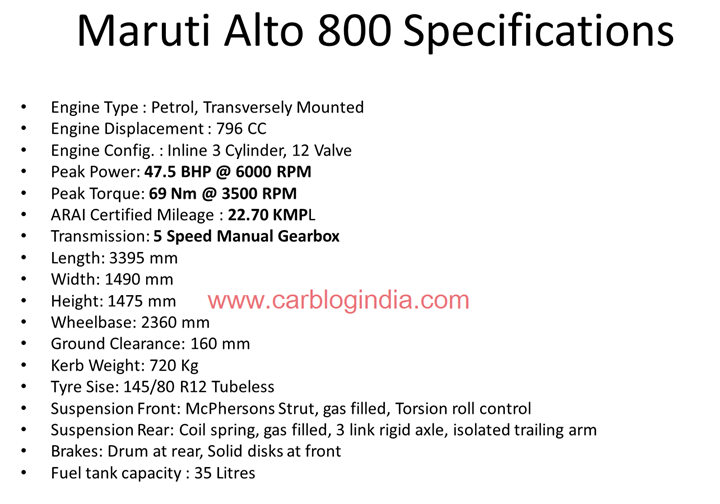 Maruti Alto 800 Specifications
• Engine Type : Petrol, Transversely Mounted
• Engine Displacement : 796 CC
• Engine Config. : Inline 3 Cylinder, 12 Valve
• Peak Power: 47.5 BHP @ 6000 RPM
• Peak Torque: 69 Nm @ 3500 RPM
• ARAI Certified Mileage : 22.70 KMPL
• Transmission: 5 Speed Manual Gearbox
• Length: 3395 mm
• Width: 1490 mm
• Height: 1475 mm
www.carblogindia.com
• Wheelbase: 2360 mm
• Ground Clearance: 160 mm
• Kerb Weight: 720 Kg
• Tyre Sise: 145/80 R12 Tubeless
• Suspension Front: McPhersons Strut, gas filled, Torsion roll control
• Suspension Rear: Coil spring, gas filled, 3 link rigid axle, isolated trailing arm
• Brakes: Drum at rear, Solid disks at front
• Fuel tank capacity : 35 Litres